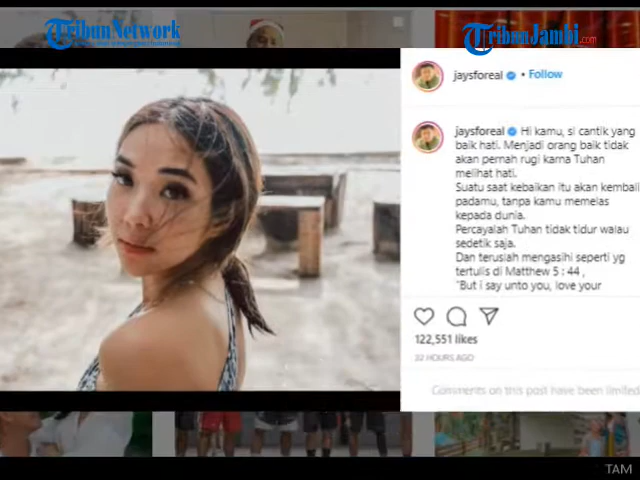 Tribun Network
TribunJambi.com
jaysforeal • Follow
jaysforeal Hi kamu, si cantik yang
baik hati. Menjadi orang baik tidak
akan pernah rugi karna Tuhan
melihat hati.
Suatu saat kebaikan itu akan kembali
padamu, tanpa kamu memelas
kepada dunia.
Percayalah Tuhan tidak tidur walau
sedetik saja.
Dan teruslah mengasihi seperti yg
tertulis di Matthew 5 : 44 ,
"But i say unto you, love your
122,551 likes
22 HOURS AGO
Comments on this post have been limited
TAM